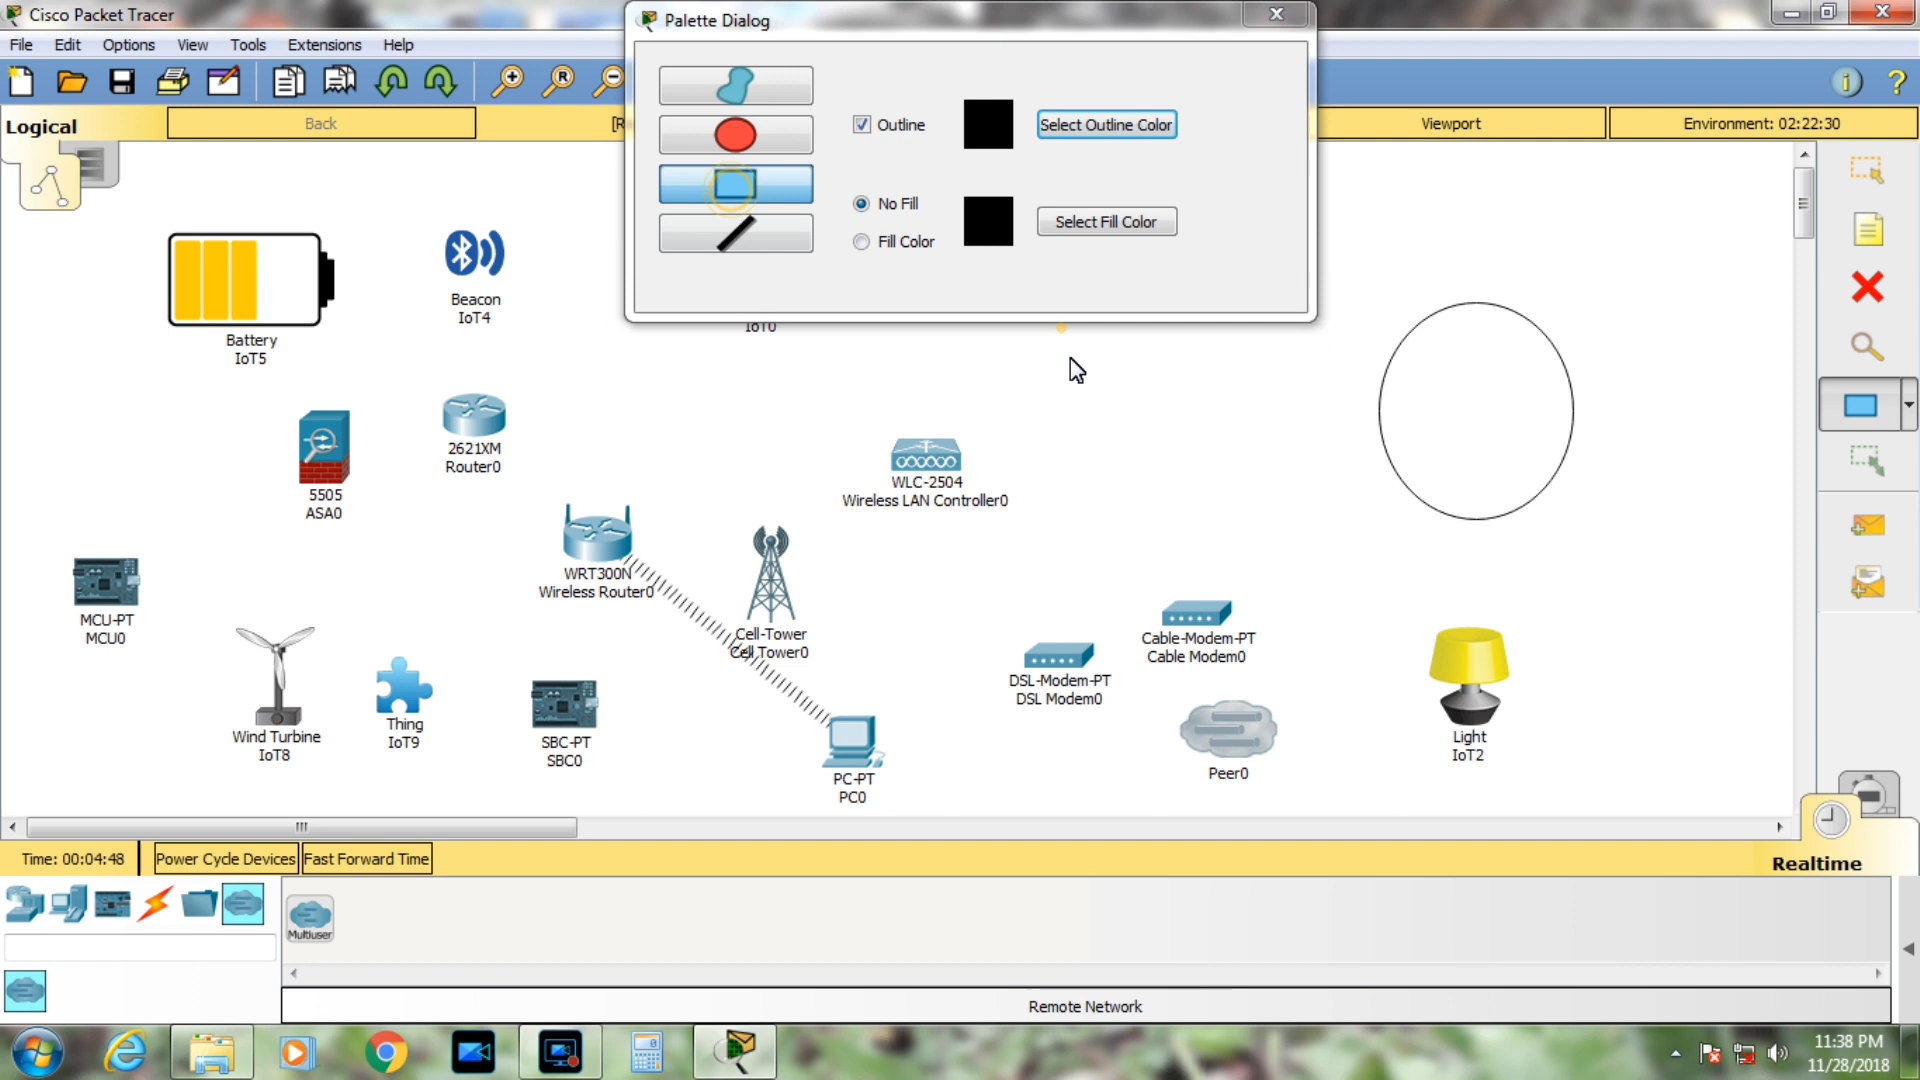 Cisco Packet Tracer
Palette Dialog
File Edit Options View Tools Extensions Help
Logical
Back
[R
Viewport
Environment: 02:22:30
Outline
Select Outline Color
No Fill
Fill Color
Select Fill Color
Battery
IoT5
Beacon
IoT4
IoT0
5505
ASA0
2621XM
Router0
WLC-2504
Wireless LAN Controller0
WRT300N
Wireless Router0
MCU-PT
MCU0
Cell-Tower
Cell Tower0
Cable-Modem-PT
Cable Modem0
DSL-Modem-PT
DSL Modem0
Wind Turbine
IoT8
Thing
IoT9
SBC-PT
SBC0
PC-PT
PC0
Peer0
Light
IoT2
Time: 00:04:48
Power Cycle Devices
Fast Forward Time
Realtime
Multiuser
Remote Network
11:38 PM
11/28/2018